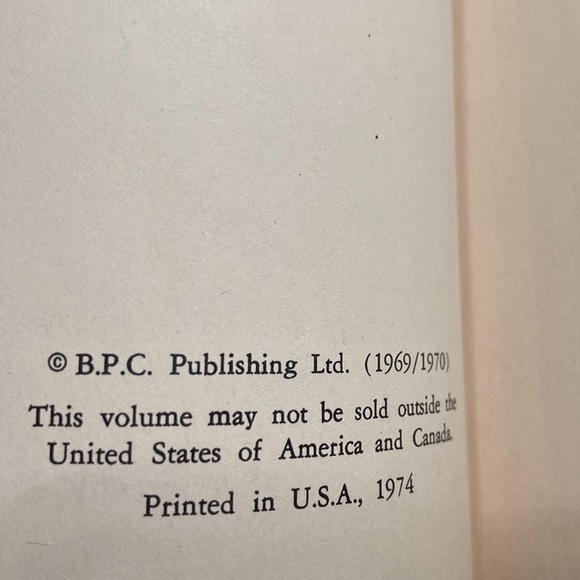 © B.P.C. Publishing Ltd. (1969/1970)
This volume may not be sold outside the
United States of America and Canada.
Printed in U.S.A., 1974